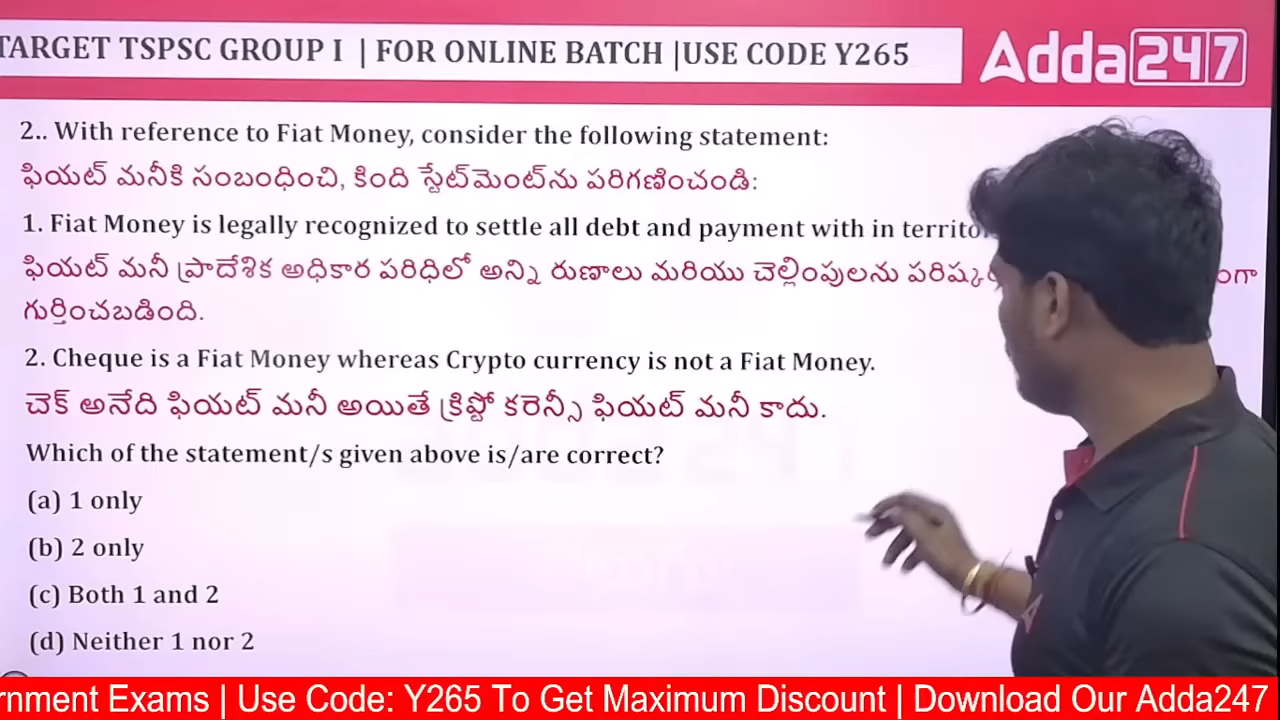 TARGET TSPSC GROUP I | FOR ONLINE BATCH |USE CODE Y265
Adda247
2.. With reference to Fiat Money, consider the following statement:
ఫియట్ మనీకి సంబంధించి, కింది స్టేట్‌మెంట్‌ను పరిగణించండి:
1. Fiat Money is legally recognized to settle all debt and payment with in
ఫియట్ మనీ ప్రాదేశిక అధికార పరిధిలో అన్ని రుణాలు మరియు చెల్లింపులను
గుర్తించబడింది.
2. Cheque is a Fiat Money whereas Crypto currency is not a Fiat Money.
చెక్ అనేది ఫియట్ మనీ అయితే క్రిప్టో కరెన్సీ ఫియట్ మనీ కాదు.
Which of the statement/s given above is/are correct?
(a) 1 only
(b) 2 only
(c) Both 1 and 2
(d) Neither 1 nor 2
rnment Exams | Use Code: Y265 To Get Maximum Discount | Download Our Adda247